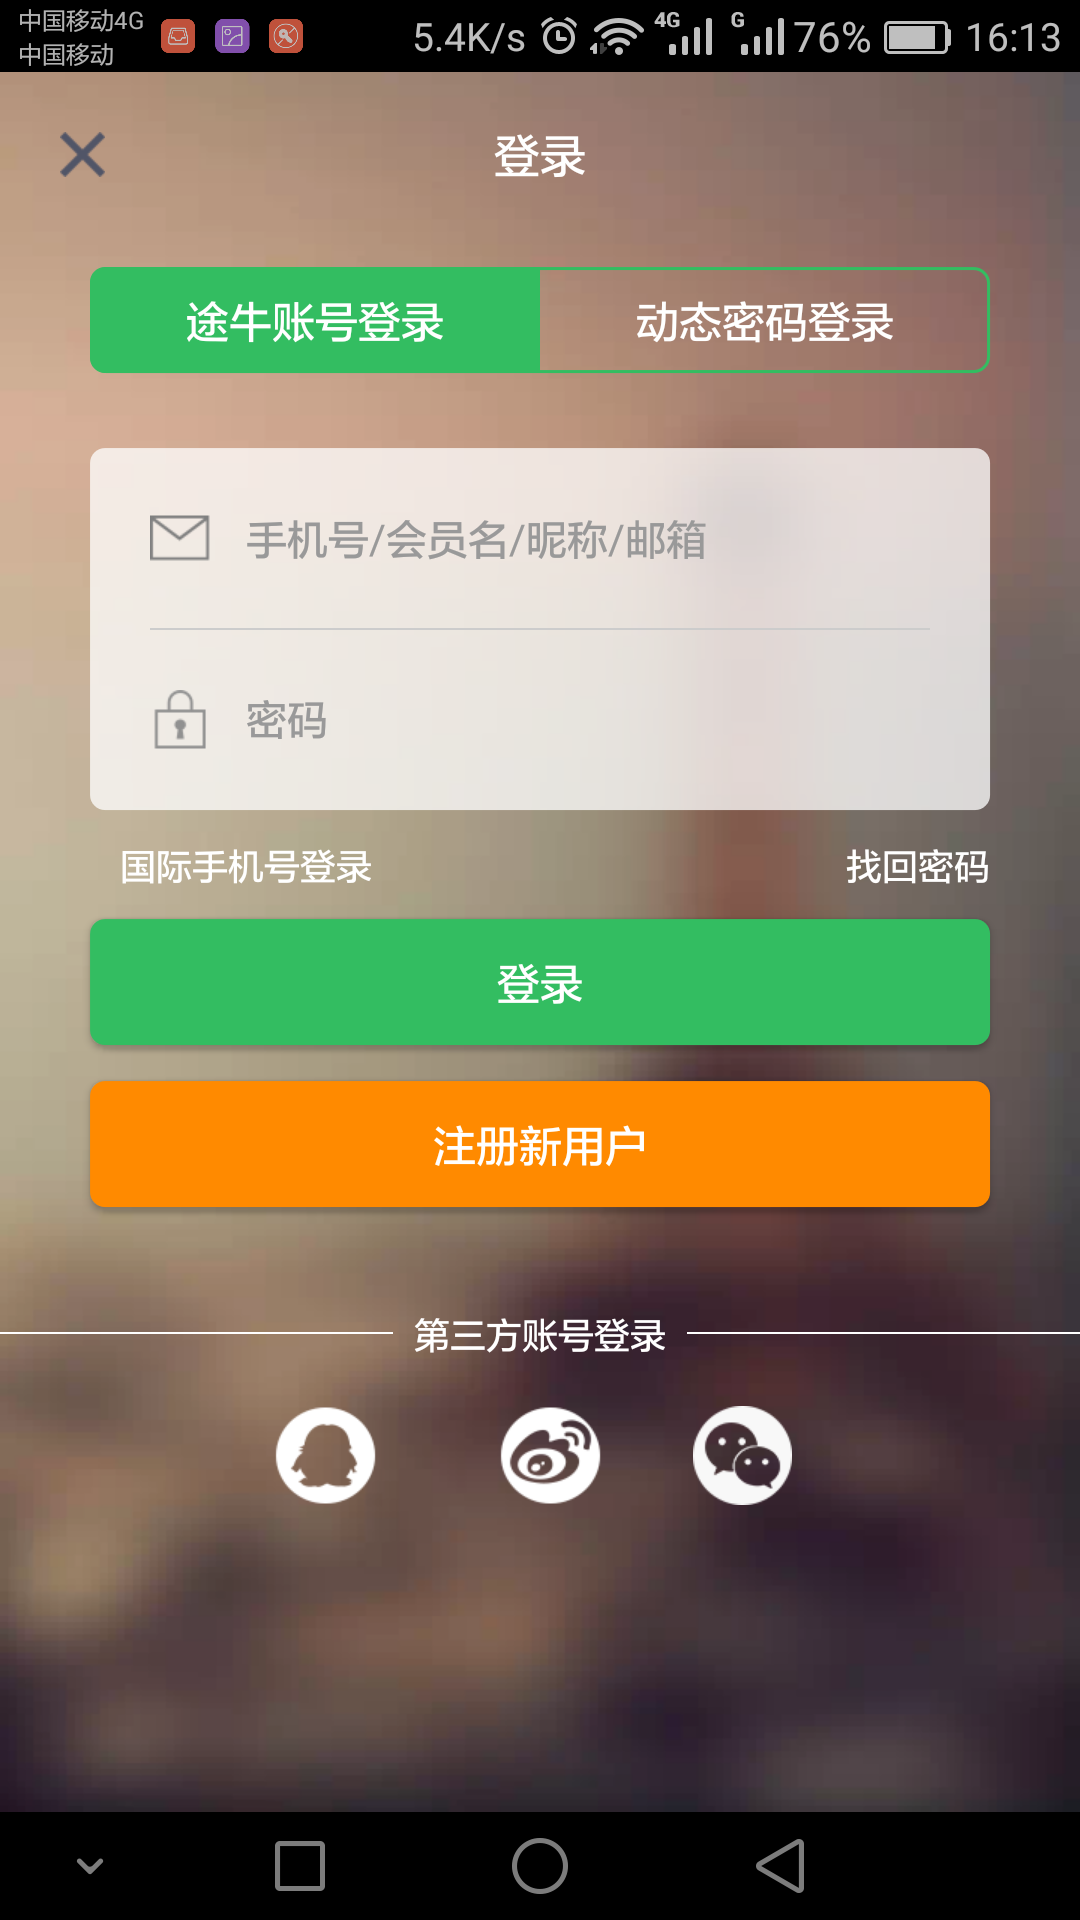 中国移动4G
中国移动
5.4K/s 4G G 76% 16:13
登录
途牛账号登录 动态密码登录
手机号/会员名/昵称/邮箱
密码
国际手机号登录 找回密码
登录
注册新用户
第三方账号登录